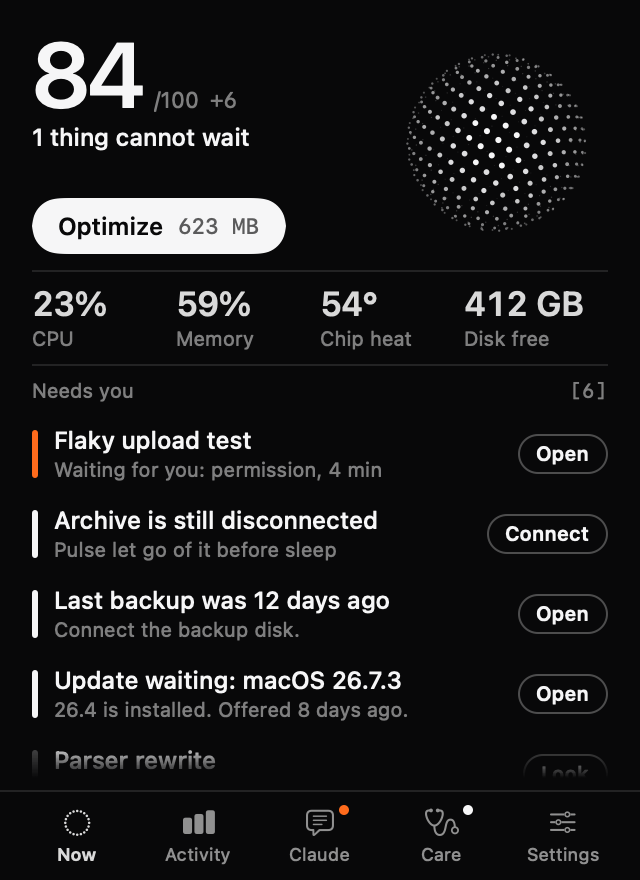 84 /100 +6
1 thing cannot wait
Optimize 623 MB
23% 59% 54° 412 GB
CPU Memory Chip heat Disk free
Needs you [6]
Flaky upload test
Waiting for you: permission, 4 min
Open
Archive is still disconnected
Pulse let go of it before sleep
Connect
Last backup was 12 days ago
Connect the backup disk.
Open
Update waiting: macOS 26.7.3
26.4 is installed. Offered 8 days ago.
Open
Parser rewrite
Look
Now Activity Claude Care Settings